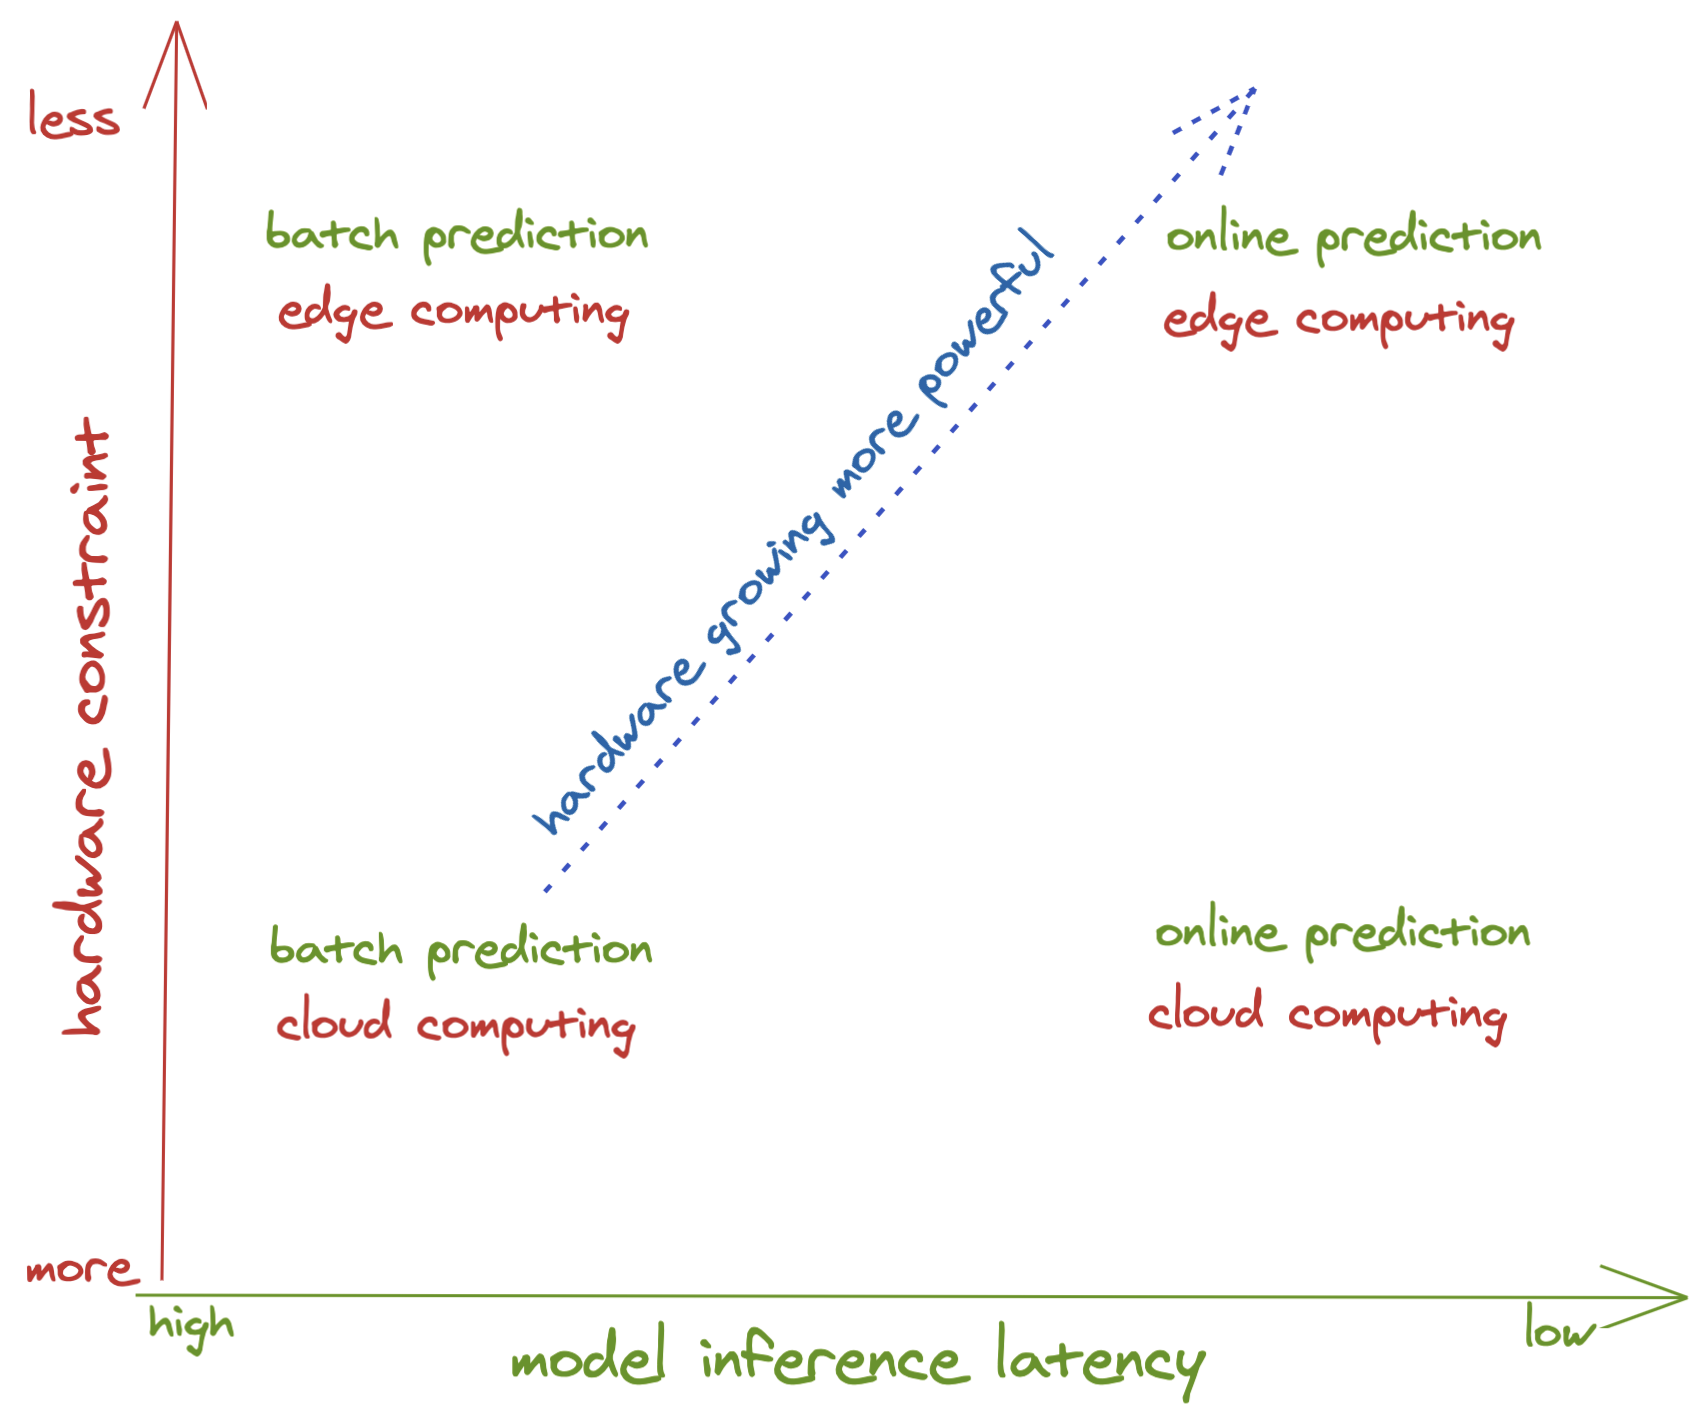 less
batch prediction
edge computing
online prediction
edge computing
hardware growing more powerful
hardware constraint
batch prediction
cloud computing
online prediction
cloud computing
more
high
low
model inference latency